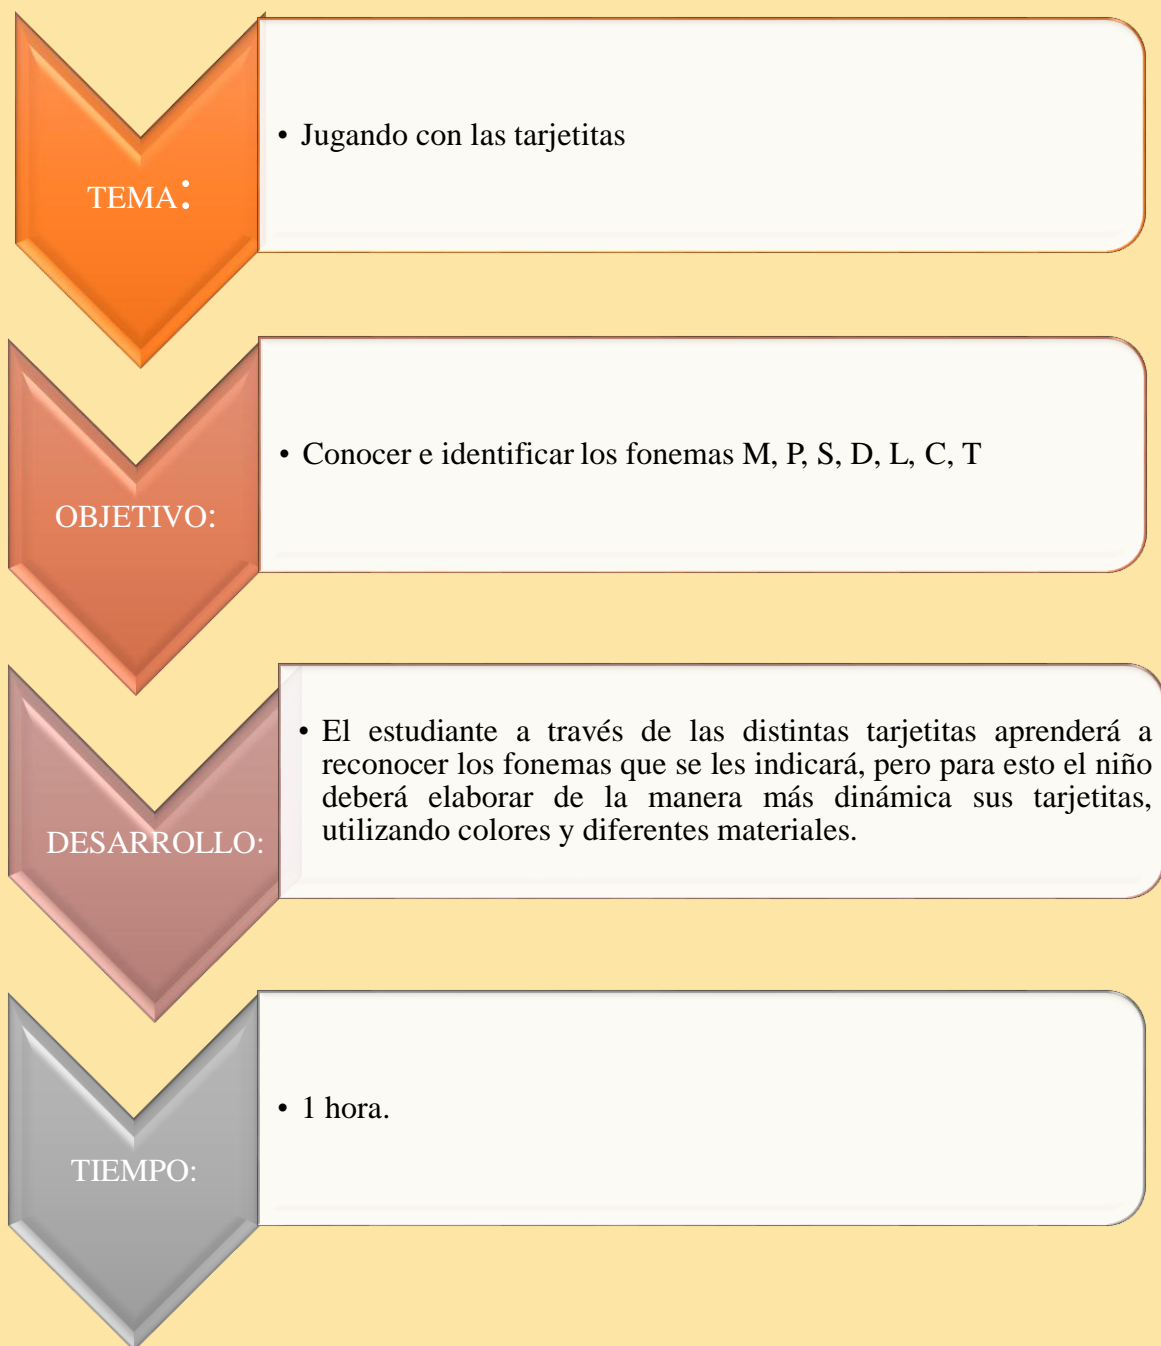 TEMA:
• Jugando con las tarjetitas
OBJETIVO:
• Conocer e identificar los fonemas M, P, S, D, L, C, T
DESARROLLO:
• El estudiante a través de las distintas tarjetitas aprenderá a
reconocer los fonemas que se les indicará, pero para esto el niño
deberá elaborar de la manera más dinámica sus tarjetitas,
utilizando colores y diferentes materiales.
TIEMPO:
• 1 hora.